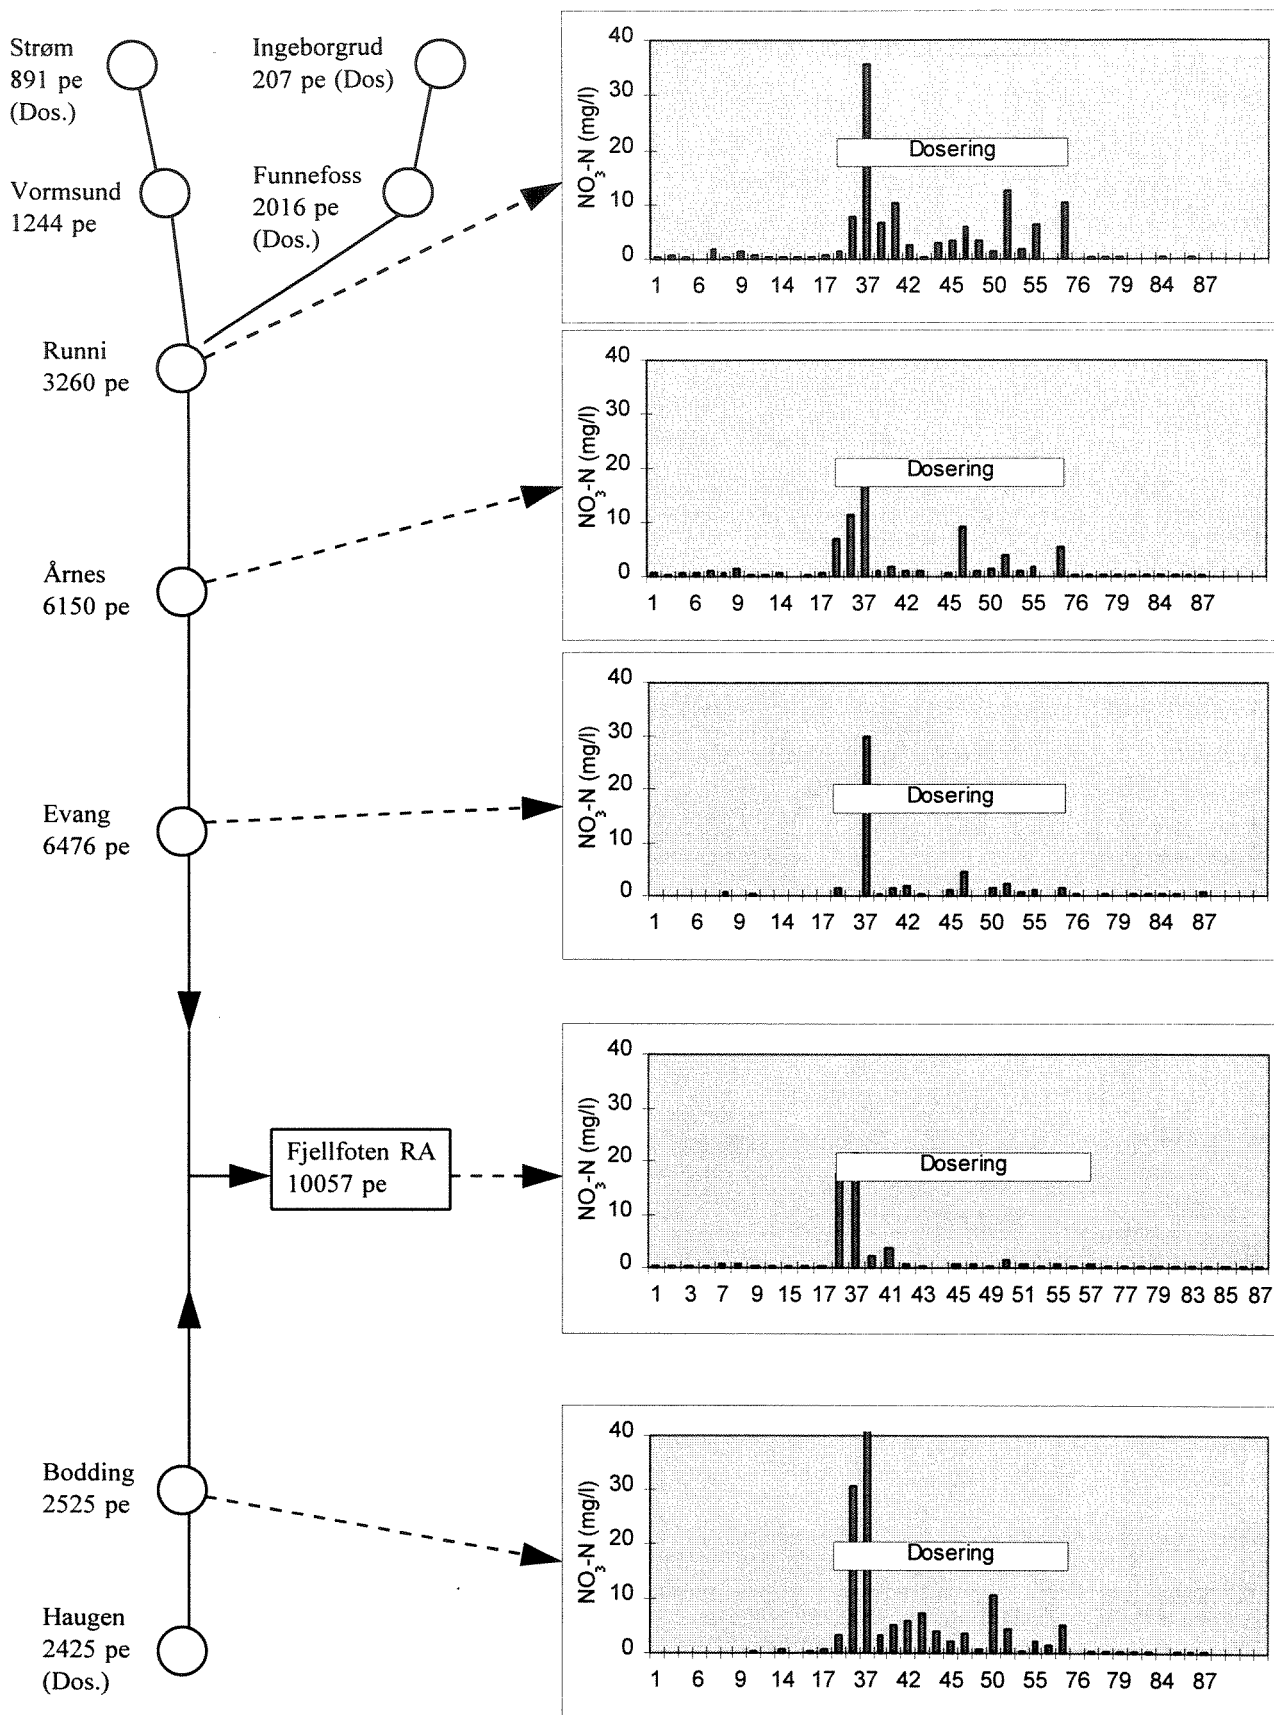 Strøm
891 pe
(Dos.)
Ingeborgrud
207 pe (Dos)
Vormsund
1244 pe
Funnefoss
2016 pe
(Dos.)
Runni
3260 pe
Årnes
6150 pe
Evang
6476 pe
Fjellfoten RA
10057 pe
Bodding
2525 pe
Haugen
2425 pe
(Dos.)
NO3-N (mg/l)
40
30
20
10
0
Dosering
1 6 9 14 17 37 42 45 50 55 76 79 84 87
NO3-N (mg/l)
40
30
20
10
0
Dosering
1 6 9 14 17 37 42 45 50 55 76 79 84 87
NO3-N (mg/l)
40
30
20
10
0
Dosering
1 6 9 14 17 37 42 45 50 55 76 79 84 87
NO3-N (mg/l)
40
30
20
10
0
Dosering
1 3 7 9 15 17 37 41 43 45 49 51 55 57 77 79 83 85 87
NO3-N (mg/l)
40
30
20
10
0
Dosering
1 6 9 14 17 37 42 45 50 55 76 79 84 87